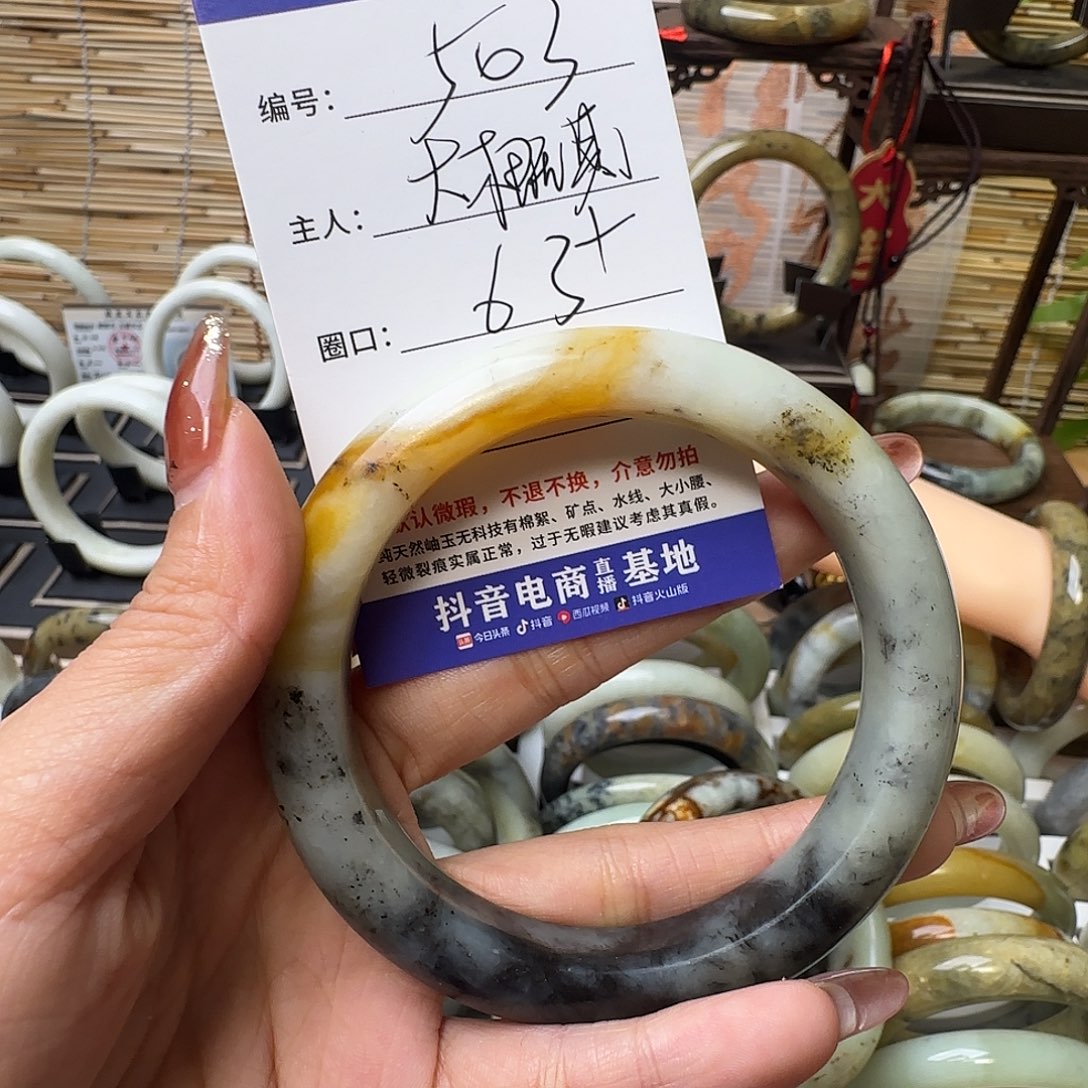 编号: 503
主人: 大概
圈口: 63+
认微瑕，不退不换，介意勿拍
纯天然岫玉无科技有棉絮、矿点、水线、大小腰、
轻微裂痕实属正常，过于无暇建议考虑其真假。
抖音电商直播基地
头条 今日头条 抖音 西瓜视频 抖音火山版